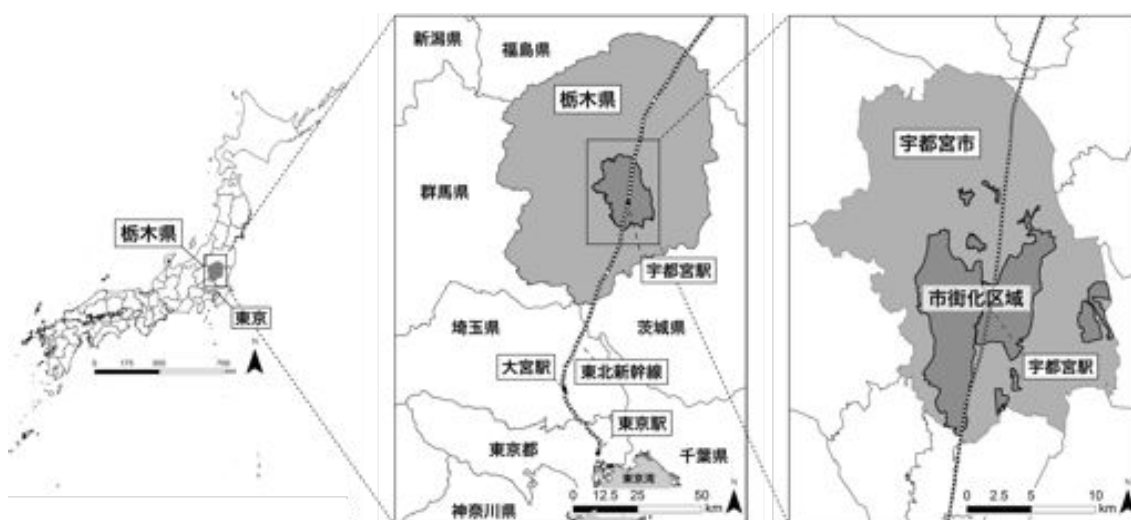 栃木県
東京
N
0
175
350
700
新潟県
福島県
栃木県
群馬県
宇都宮駅
埼玉県
茨城県
大宮駅
東北新幹線
東京駅
東京都
千葉県
東京湾
神奈川県
0 12.5 25 50
km
N
宇都宮市
市街化区域
宇都宮駅
0 2.5 5 10
km
N